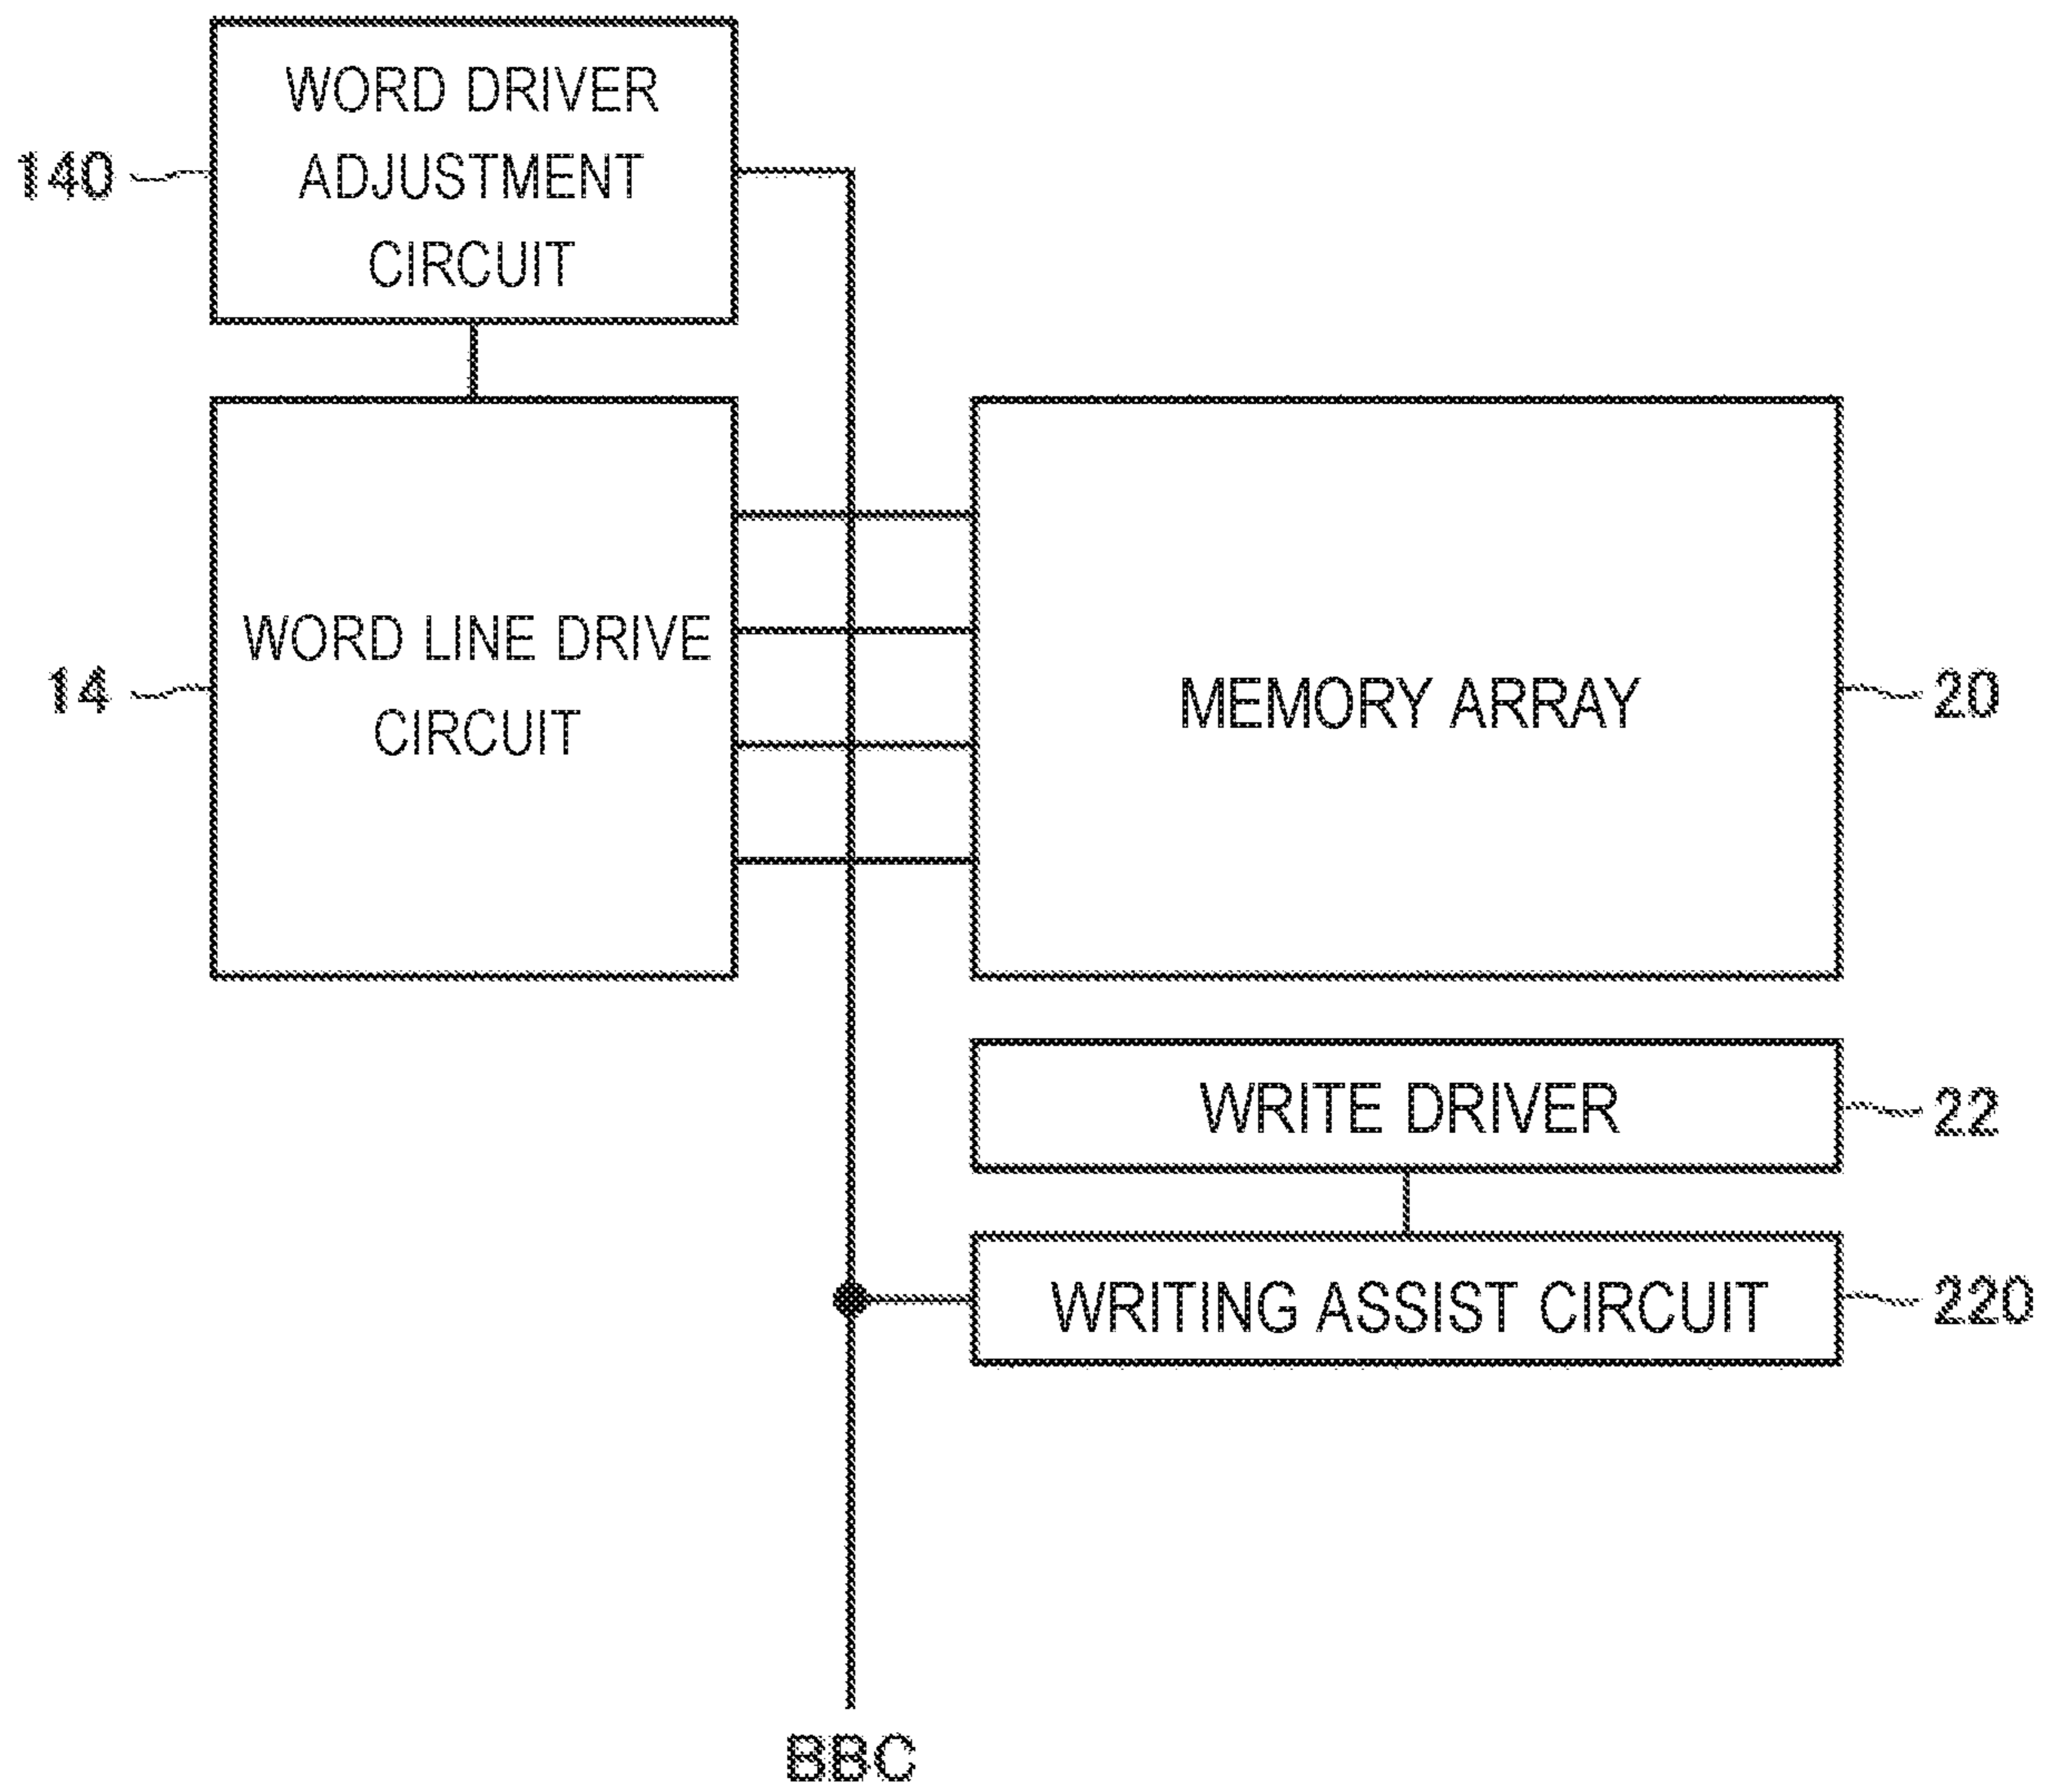 WORD DRIVER
ADJUSTMENT
CIRCUIT
140
WORD LINE DRIVE
CIRCUIT
14
MEMORY ARRAY
20
WRITE DRIVER
22
WRITING ASSIST CIRCUIT
220
BBC